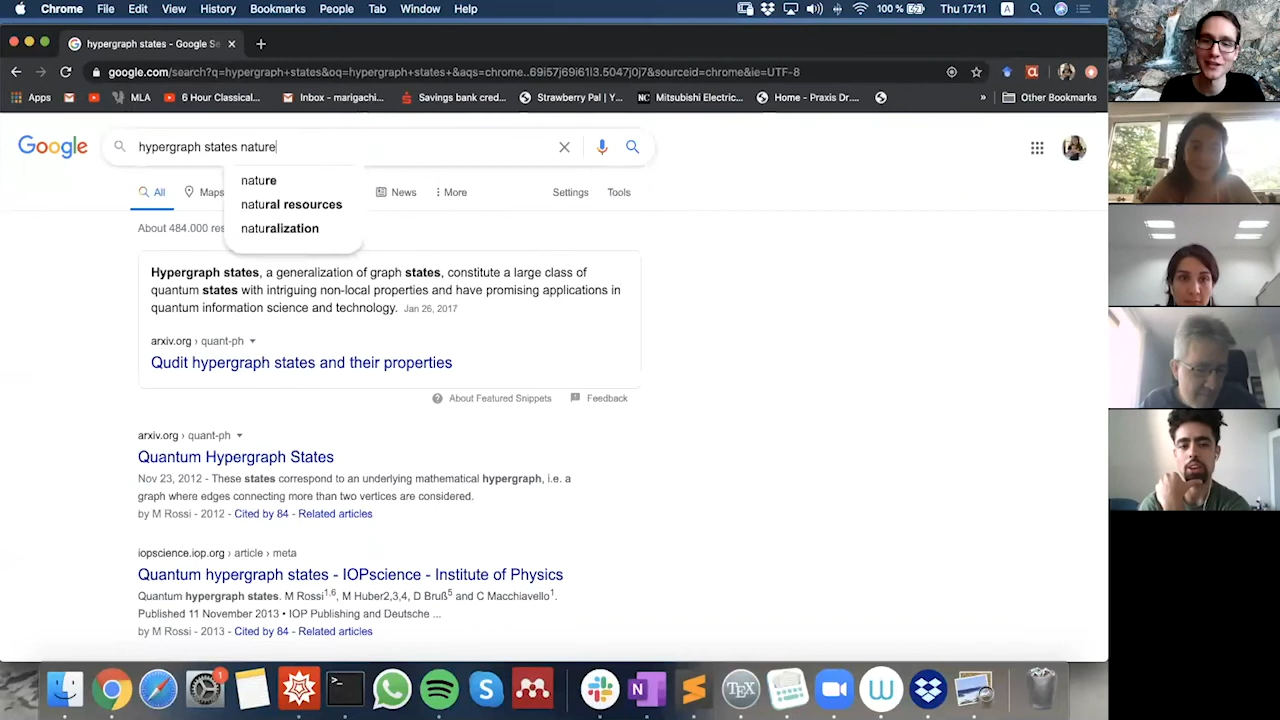 Chrome File Edit View History Bookmarks People Tab Window Help 100 % Thu 17:11 A
hypergraph states - Google Se
google.com/search?q=hypergraph+states&oq=hypergraph+states+&aqs=chrome..69i57j69i61l3.5047j0j7&sourceid=chrome&ie=UTF-8
Apps MLA 6 Hour Classical... Inbox - marigachi... Savings bank cred... Strawberry Pal | Y... NC Mitsubishi Electric... Home - Praxis Dr.... » Other Bookmarks
Google hypergraph states nature
nature
natural resources
naturalization
All Maps News More Settings Tools
About 484.000 res
Hypergraph states, a generalization of graph states, constitute a large class of
quantum states with intriguing non-local properties and have promising applications in
quantum information science and technology. Jan 26, 2017
arxiv.org › quant-ph
Qudit hypergraph states and their properties
About Featured Snippets Feedback
arxiv.org › quant-ph
Quantum Hypergraph States
Nov 23, 2012 - These states correspond to an underlying mathematical hypergraph, i.e. a
graph where edges connecting more than two vertices are considered.
by M Rossi - 2012 - Cited by 84 - Related articles
iopscience.iop.org › article › meta
Quantum hypergraph states - IOPscience - Institute of Physics
Quantum hypergraph states. M Rossi1,6, M Huber2,3,4, D Bruß5 and C Macchiavello1.
Published 11 November 2013 • IOP Publishing and Deutsche ...
by M Rossi - 2013 - Cited by 84 - Related articles
1
S
N
TEX
W